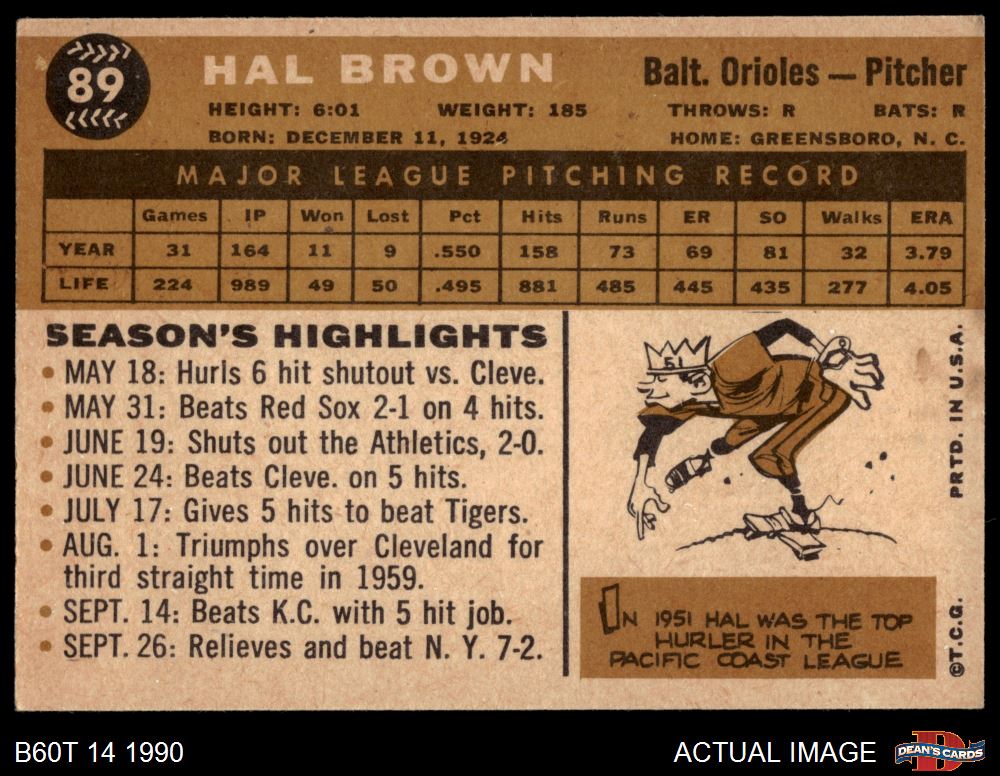 89
HAL BROWN
Balt. Orioles — Pitcher
HEIGHT: 6:01 WEIGHT: 185 THROWS: R BATS: R
BORN: DECEMBER 11, 1924 HOME: GREENSBORO, N. C.
MAJOR LEAGUE PITCHING RECORD
Games IP Won Lost Pct Hits Runs ER SO Walks ERA
YEAR 31 164 11 9 .550 158 73 69 81 32 3.79
LIFE 224 989 49 50 .495 881 485 445 435 277 4.05
SEASON'S HIGHLIGHTS
• MAY 18: Hurls 6 hit shutout vs. Cleve.
• MAY 31: Beats Red Sox 2-1 on 4 hits.
• JUNE 19: Shuts out the Athletics, 2-0.
• JUNE 24: Beats Cleve. on 5 hits.
• JULY 17: Gives 5 hits to beat Tigers.
• AUG. 1: Triumphs over Cleveland for
third straight time in 1959.
• SEPT. 14: Beats K.C. with 5 hit job.
• SEPT. 26: Relieves and beat N. Y. 7-2.
51
IN 1951 HAL WAS THE TOP
HURLER IN THE
PACIFIC COAST LEAGUE
©T.C.G. PRTD. IN U.S.A.
B60T 14 1990
ACTUAL IMAGE
DEAN'S CARDS